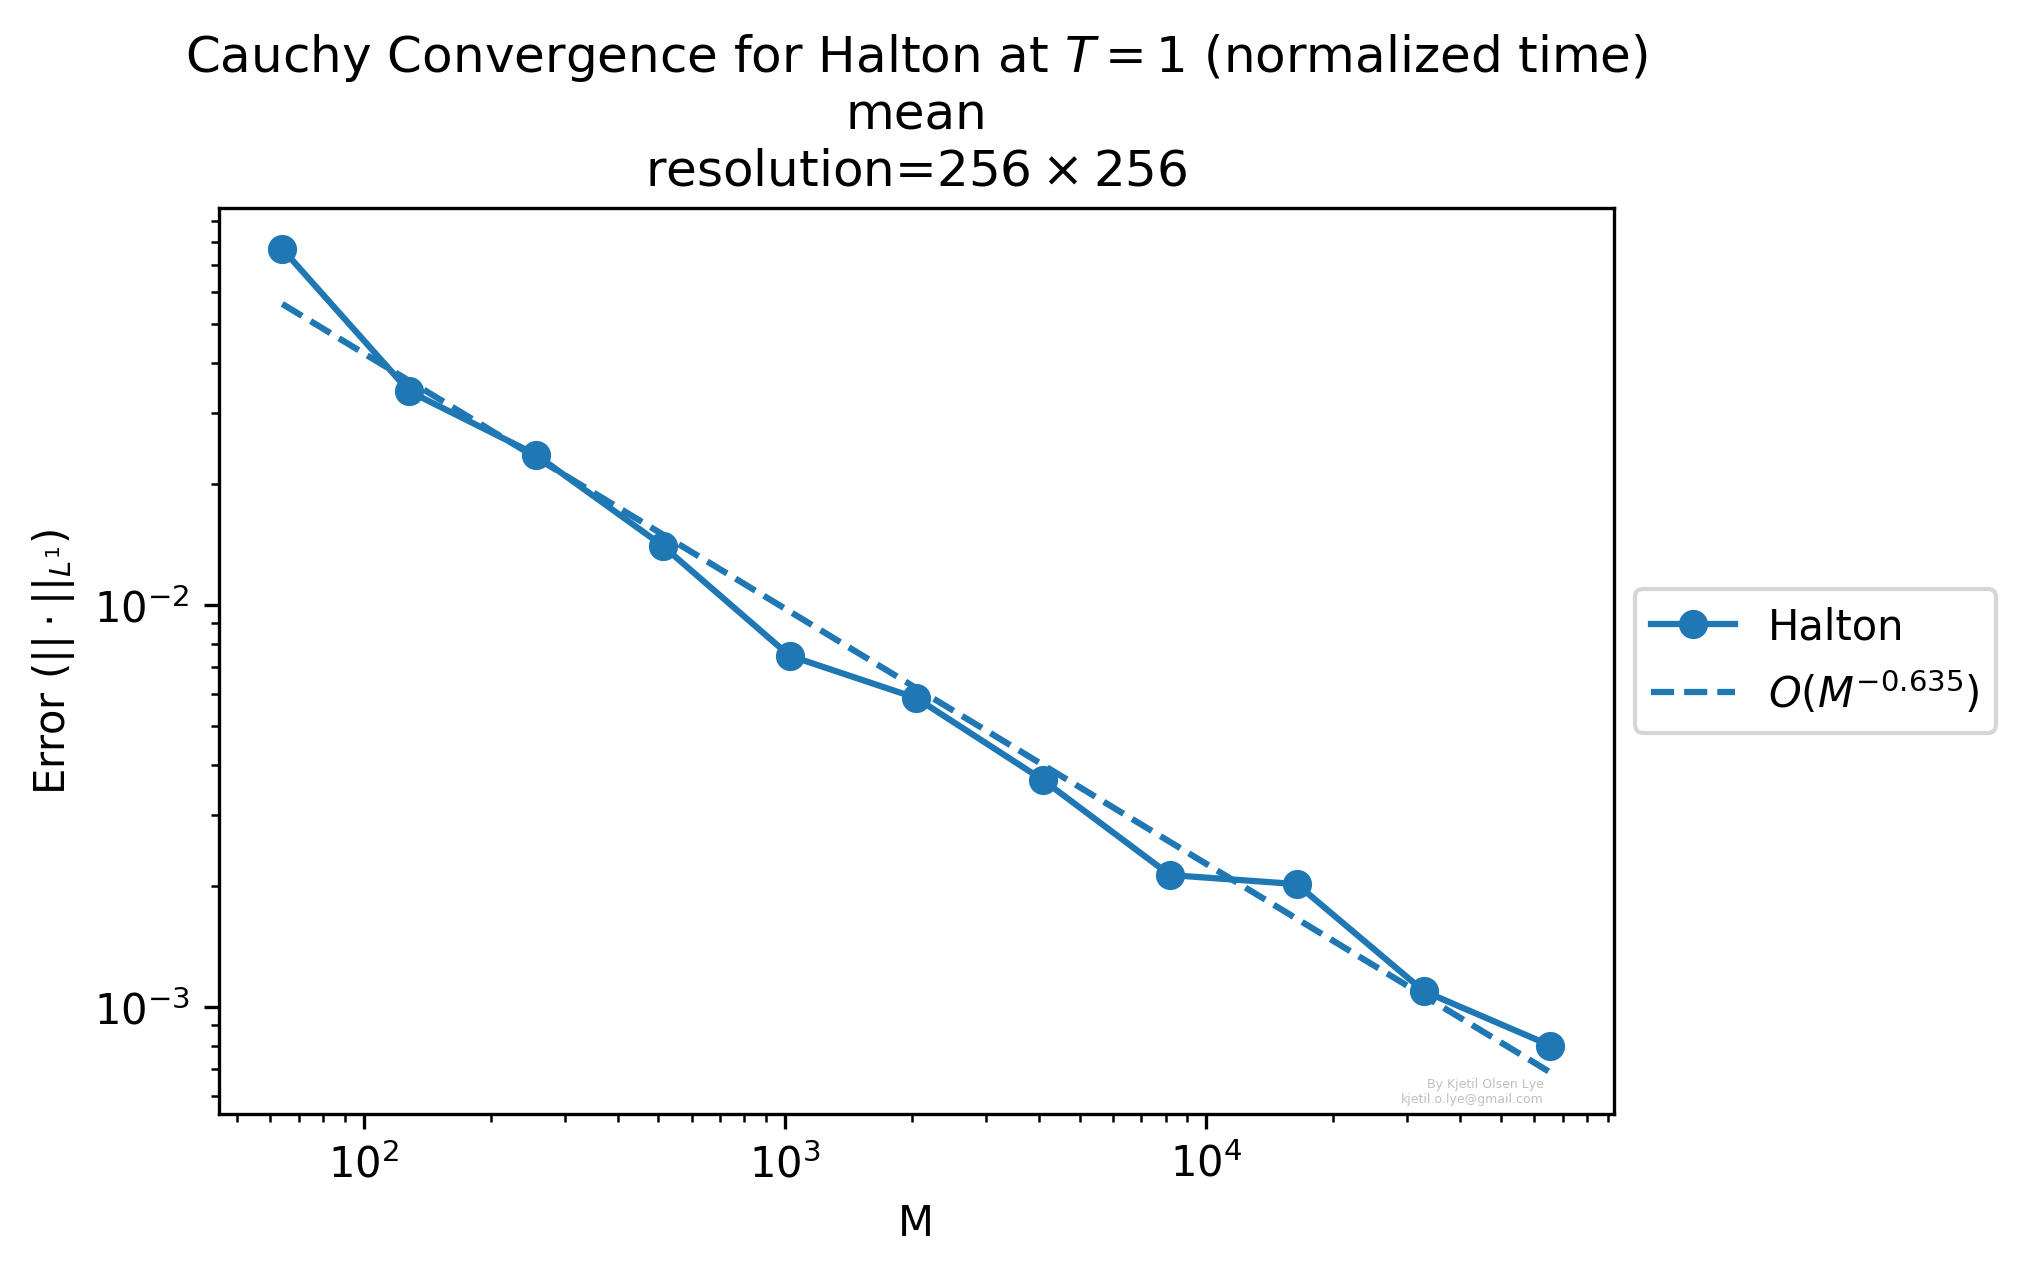 Cauchy Convergence for Halton at T = 1 (normalized time)
mean
resolution=256 × 256
Error (|| · ||_{L^1})
10^{-2}
10^{-3}
10^2
10^3
10^4
M
Halton
O(M^{-0.635})
By Kjetil Olsen Lye
kjetil.o.lye@gmail.com